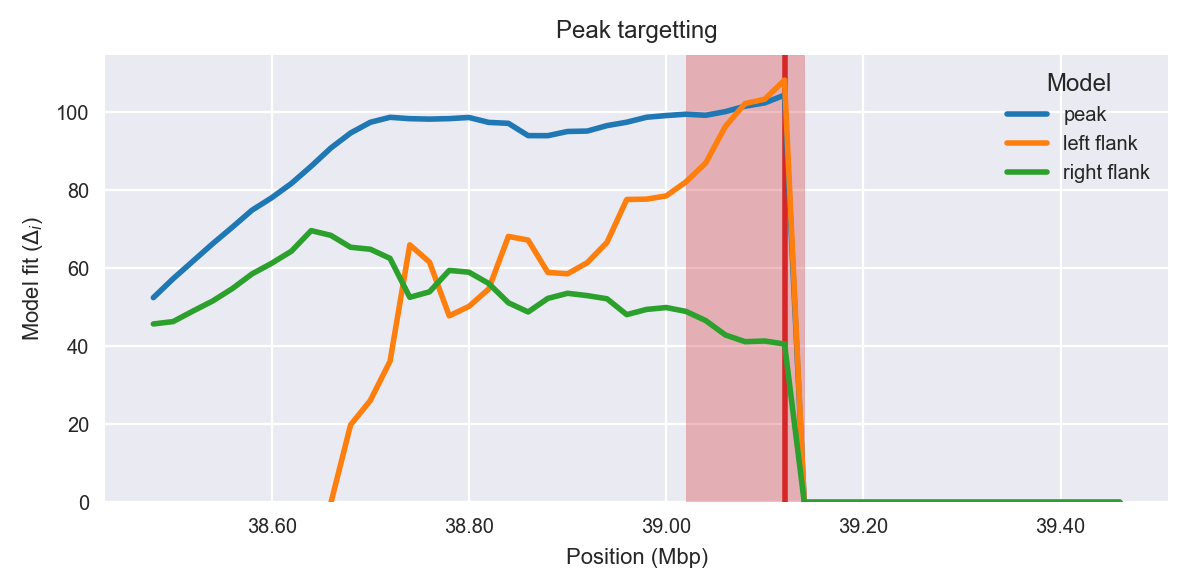 Peak targetting
Model fit (Δi)
100
80
60
40
20
0
Model
peak
left flank
right flank
38.60
38.80
39.00
39.20
39.40
Position (Mbp)